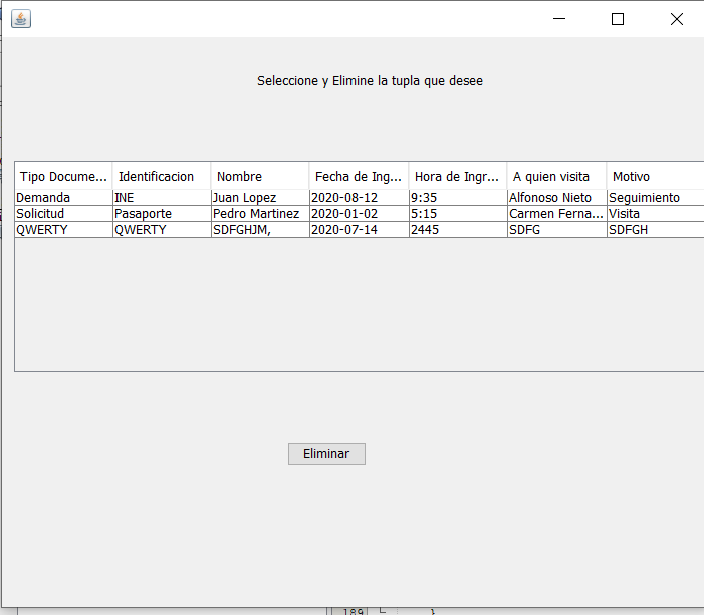 Seleccione y Elimine la tupla que desee
Tipo Docume... Identificacion Nombre Fecha de Ing... Hora de Ingr... A quien visita Motivo
Demanda INE Juan Lopez 2020-08-12 9:35 Alfonoso Nieto Seguimiento
Solicitud Pasaporte Pedro Martinez 2020-01-02 5:15 Carmen Ferna... Visita
QWERTY QWERTY SDFGHJM, 2020-07-14 2445 SDFG SDFGH
Eliminar
189 }